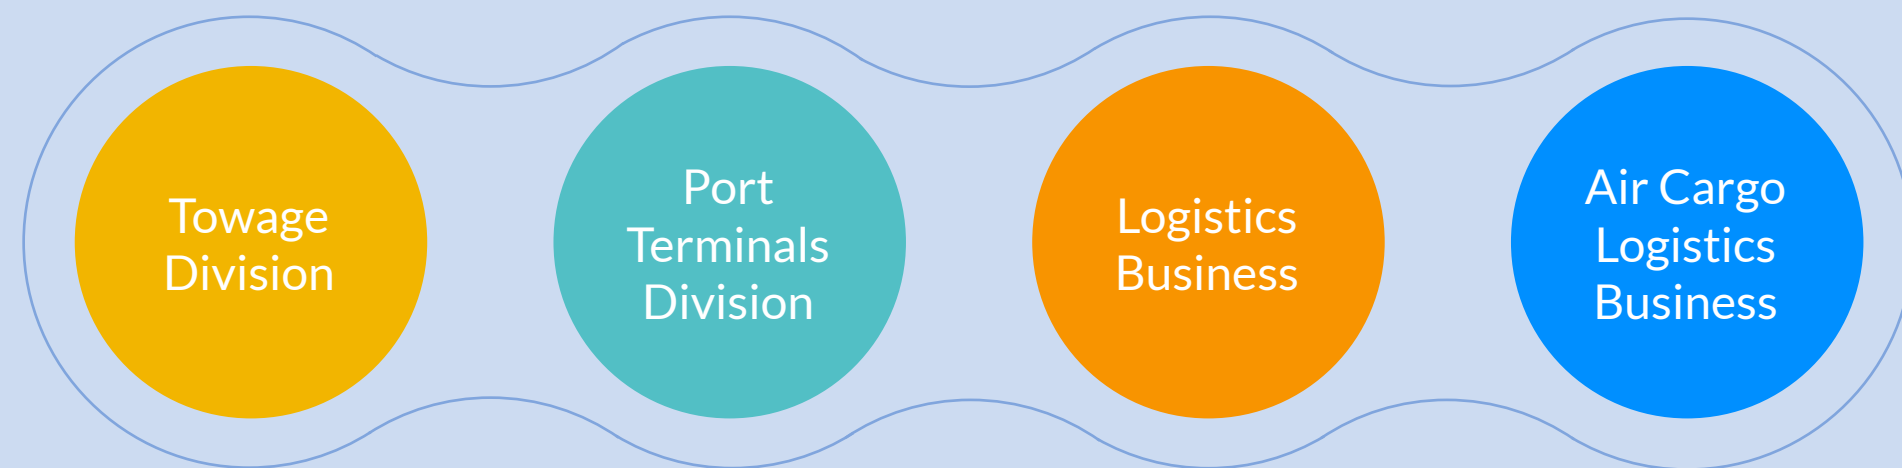 Towage
Division
Port
Terminals
Division
Logistics
Business
Air Cargo
Logistics
Business